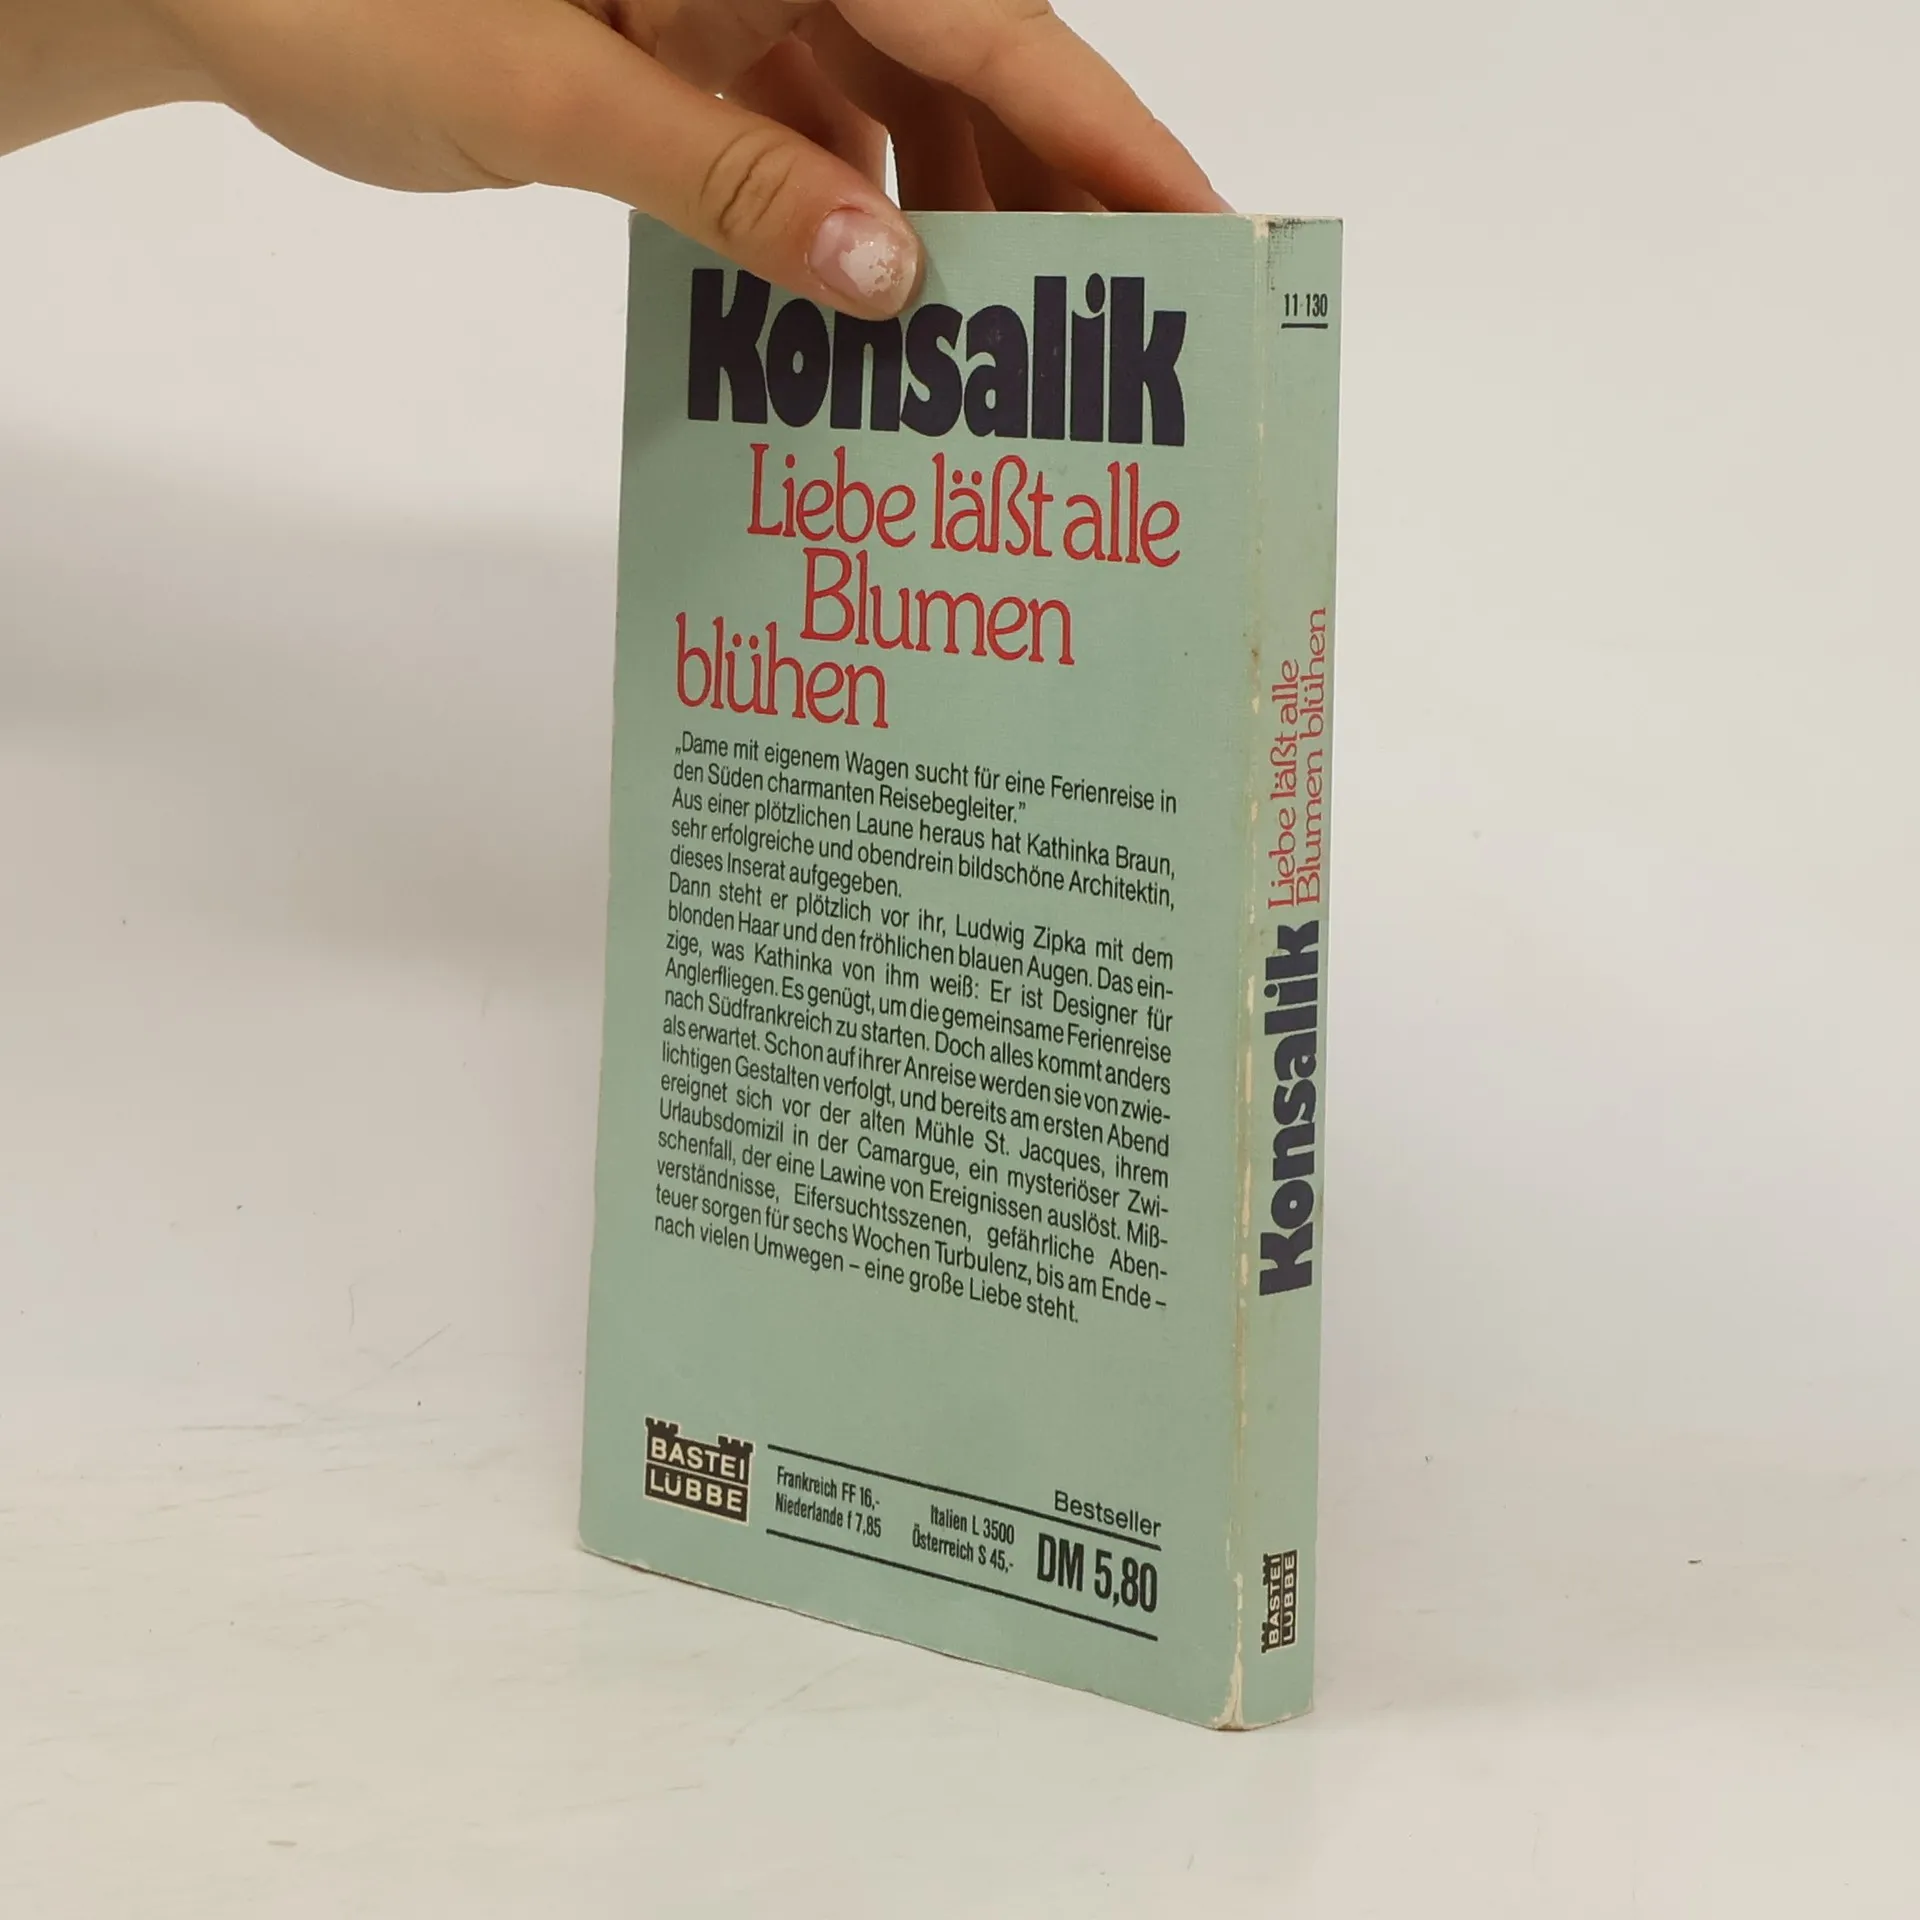 Konsalik
Liebe läßt alle
Blumen
blühen
„Dame mit eigenem Wagen sucht für eine Ferienreise in
den Süden charmanten Reisebegleiter.”
Aus einer plötzlichen Laune heraus hat Kathinka Braun,
sehr erfolgreiche und obendrein bildschöne Architektin,
dieses Inserat aufgegeben.
Dann steht er plötzlich vor ihr, Ludwig Zipka mit dem
blonden Haar und den fröhlichen blauen Augen. Das ein-
zige, was Kathinka von ihm weiß: Er ist Designer für
Anglerfliegen. Es genügt, um die gemeinsame Ferienreise
nach Südfrankreich zu starten. Doch alles kommt anders
als erwartet. Schon auf ihrer Anreise werden sie von zwie-
lichtigen Gestalten verfolgt, und bereits am ersten Abend
ereignet sich vor der alten Mühle St. Jacques, ihrem
Urlaubsdomizil in der Camargue, ein mysteriöser Zwi-
schenfall, der eine Lawine von Ereignissen auslöst. Miß-
verständnisse, Eifersuchtsszenen, gefährliche Aben-
teuer sorgen für sechs Wochen Turbulenz, bis am Ende –
nach vielen Umwegen – eine große Liebe steht.
BASTEI
LÜBBE
Frankreich FF 16,-
Niederlande f 7,85
Italien L 3500
Österreich S 45,-
Bestseller
DM 5,80
11-130
Konsalik
Liebe läßt alle
Blumen blühen
BASTEI
LÜBBE